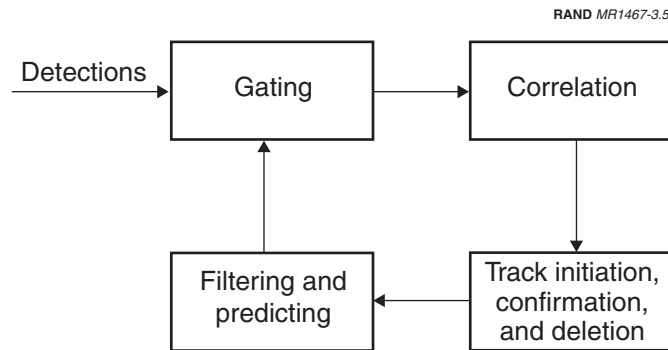 RAND MR1467-3.5
Detections
Gating
Correlation
Filtering and
predicting
Track initiation,
confirmation,
and deletion